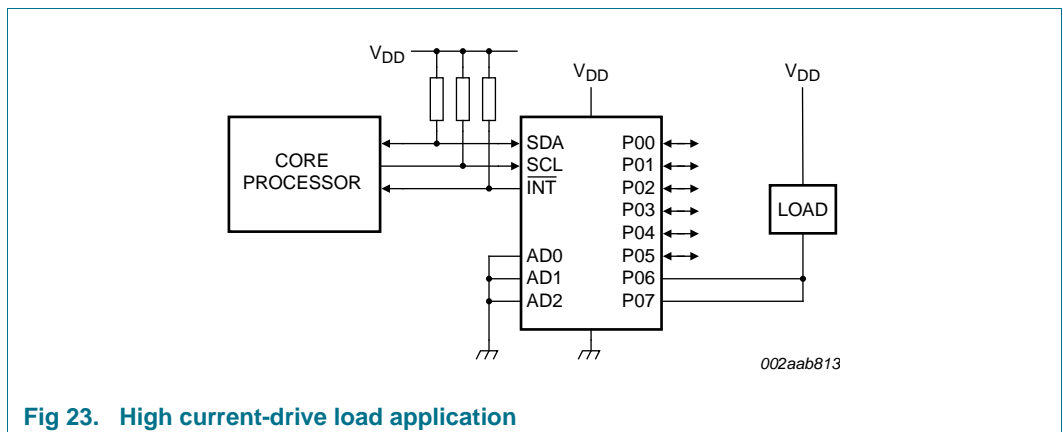 VDD
VDD
VDD
CORE
PROCESSOR
SDA
SCL
INT
AD0
AD1
AD2
P00
P01
P02
P03
P04
P05
P06
P07
LOAD
002aab813
Fig 23. High current-drive load application